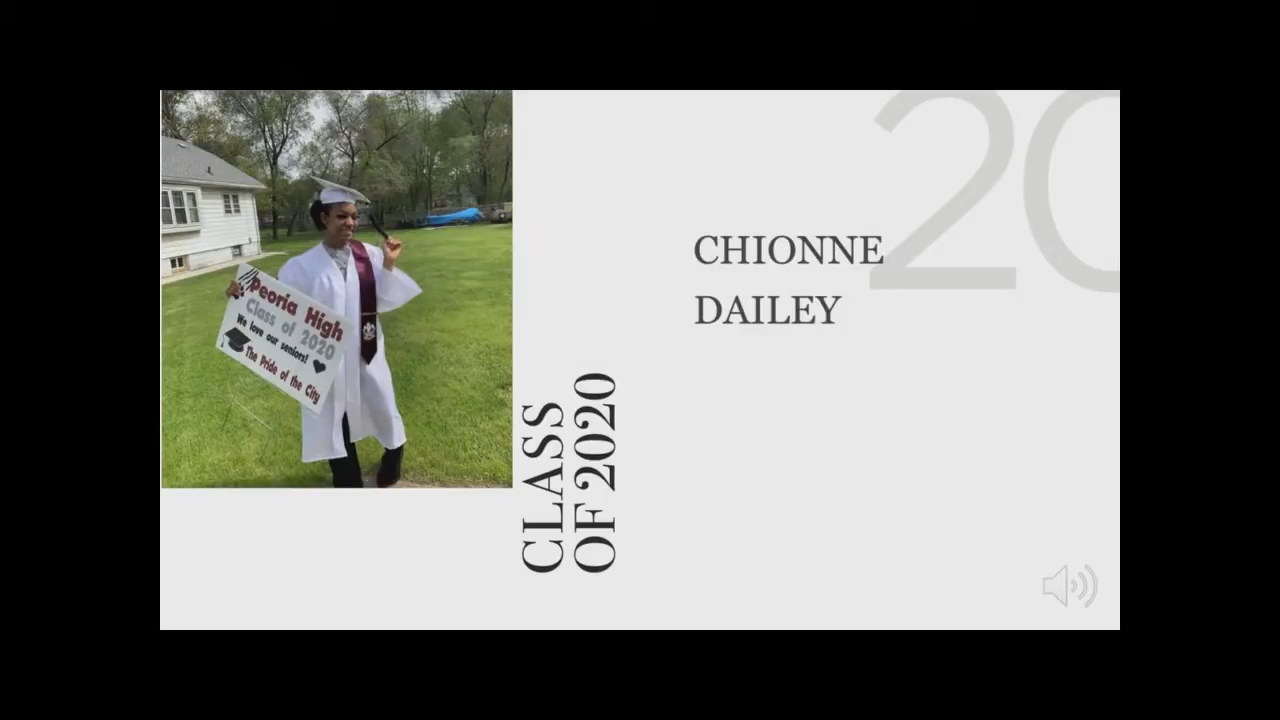 Peoria High
Class of 2020
We love our seniors!
The Pride of the City
CLASS
OF 2020
20
CHIONNE
DAILEY